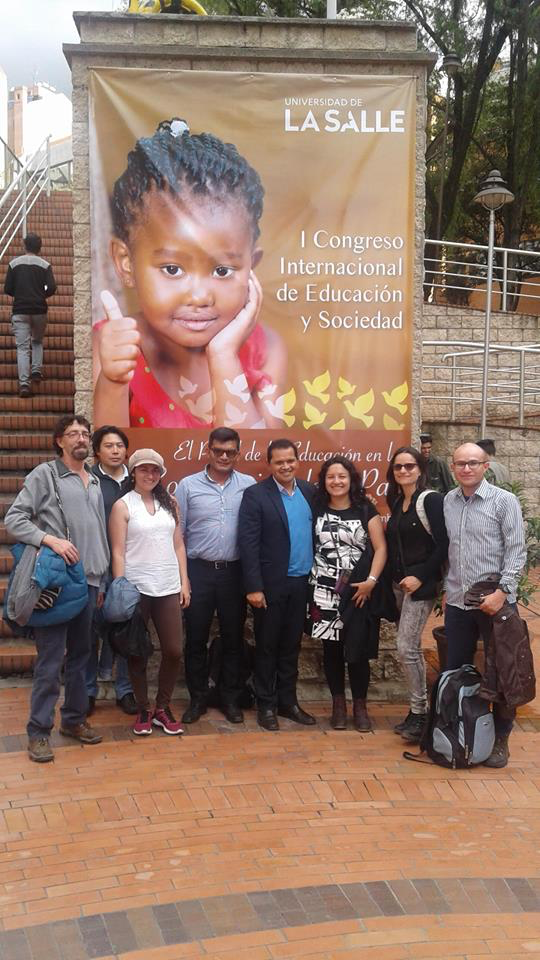 UNIVERSIDAD DE
LA SALLE
I Congreso
Internacional
de Educación
y Sociedad
El Educación en la